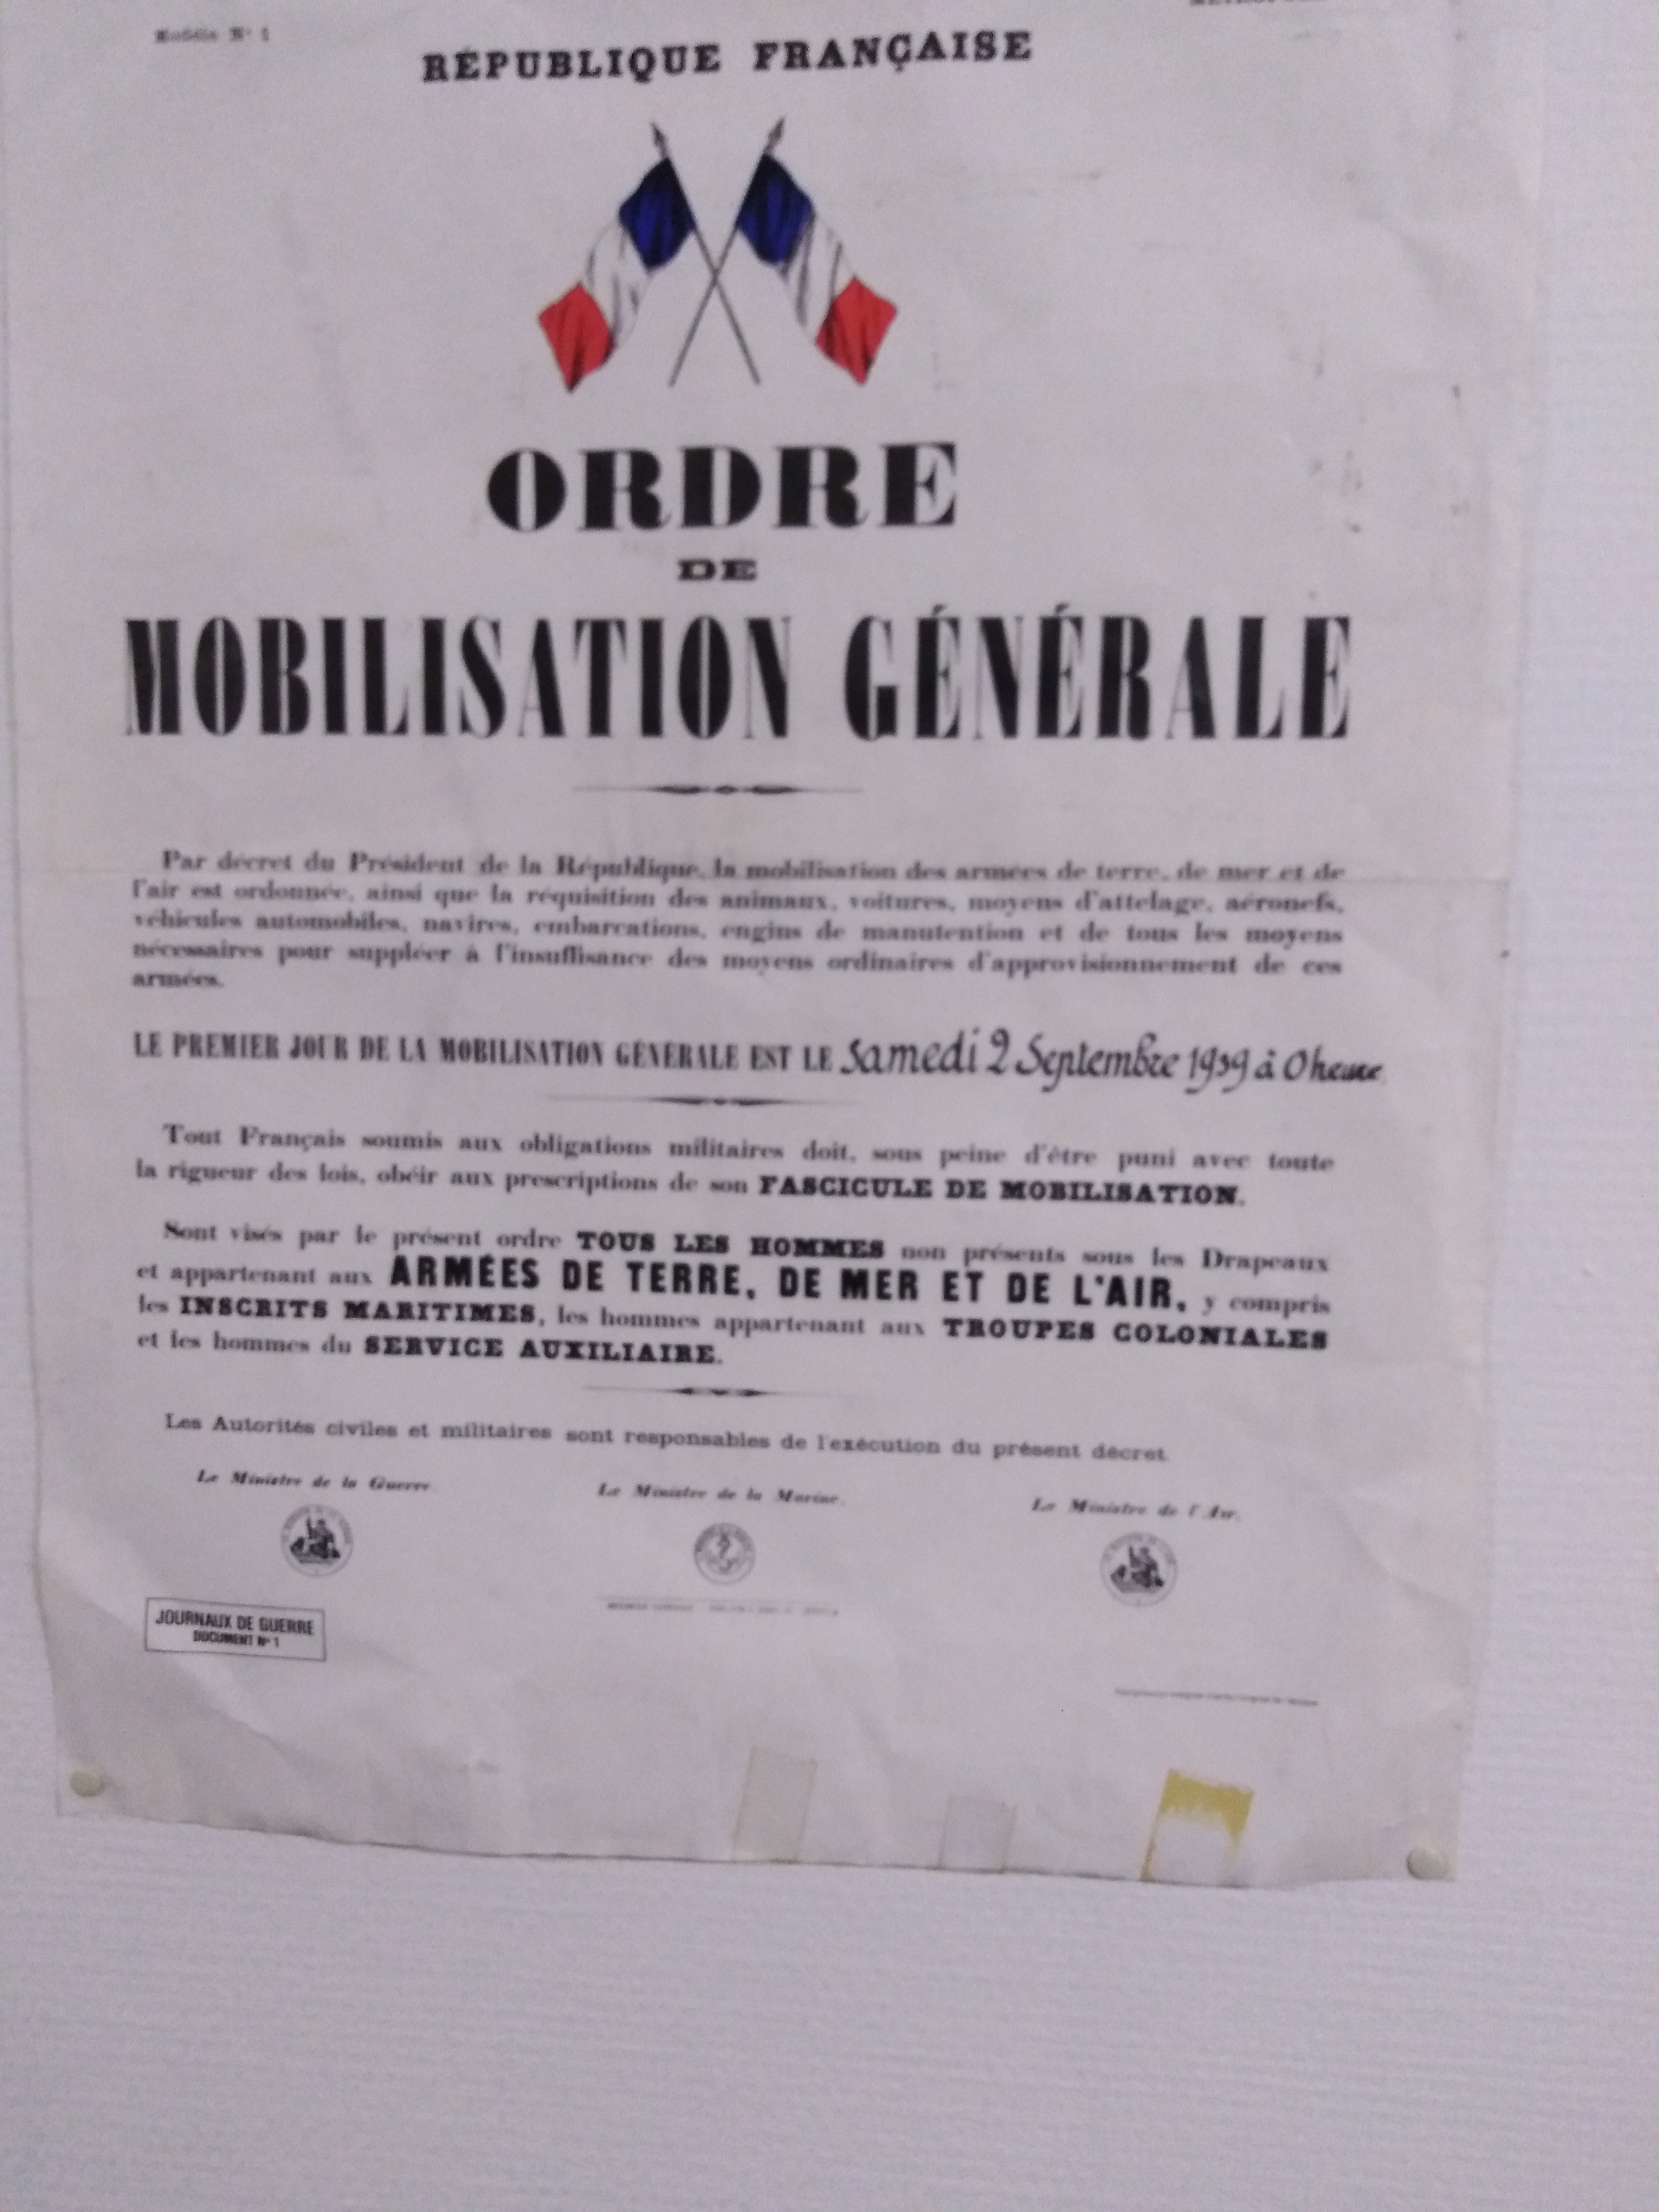 Modèle N° 1
RÉPUBLIQUE FRANÇAISE
ORDRE
DE
MOBILISATION GÉNÉRALE
Par décret du Président de la République, la mobilisation des armées de terre, de mer et de
l'air est ordonnée, ainsi que la réquisition des animaux, voitures, moyens d'attelage, aéronefs,
véhicules automobiles, navires, embarcations, engins de manutention et de tous les moyens
nécessaires pour suppléer à l'insuffisance des moyens ordinaires d'approvisionnement de ces
armées.
LE PREMIER JOUR DE LA MOBILISATION GÉNÉRALE EST LE Samedi 2 Septembre 1939 à 0 heure
Tout Français soumis aux obligations militaires doit, sous peine d'être puni avec toute
la rigueur des lois, obéir aux prescriptions de son FASCICULE DE MOBILISATION.
Sont visés par le présent ordre TOUS LES HOMMES non présents sous les Drapeaux
et appartenant aux ARMÉES DE TERRE, DE MER ET DE L'AIR, y compris
les INSCRITS MARITIMES, les hommes appartenant aux TROUPES COLONIALES
et les hommes du SERVICE AUXILIAIRE.
Les Autorités civiles et militaires sont responsables de l'exécution du présent décret.
Le Ministre de la Guerre, Le Ministre de la Marine, Le Ministre de l'Air,
JOURNAUX DE GUERRE
DOCUMENT N° 1